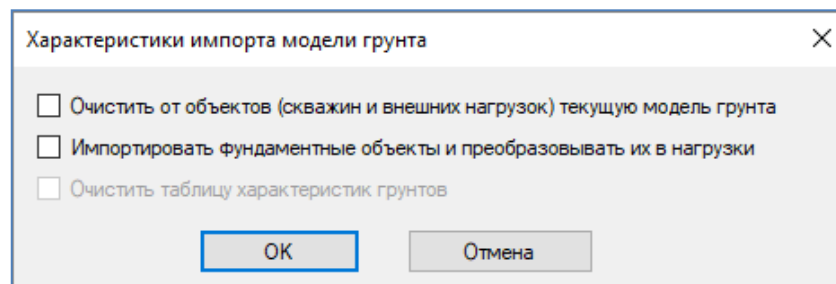 Характеристики импорта модели грунта
Очистить от объектов (скважин и внешних нагрузок) текущую модель грунта
Импортировать фундаментные объекты и преобразовывать их в нагрузки
Очистить таблицу характеристик грунтов
OK Отмена